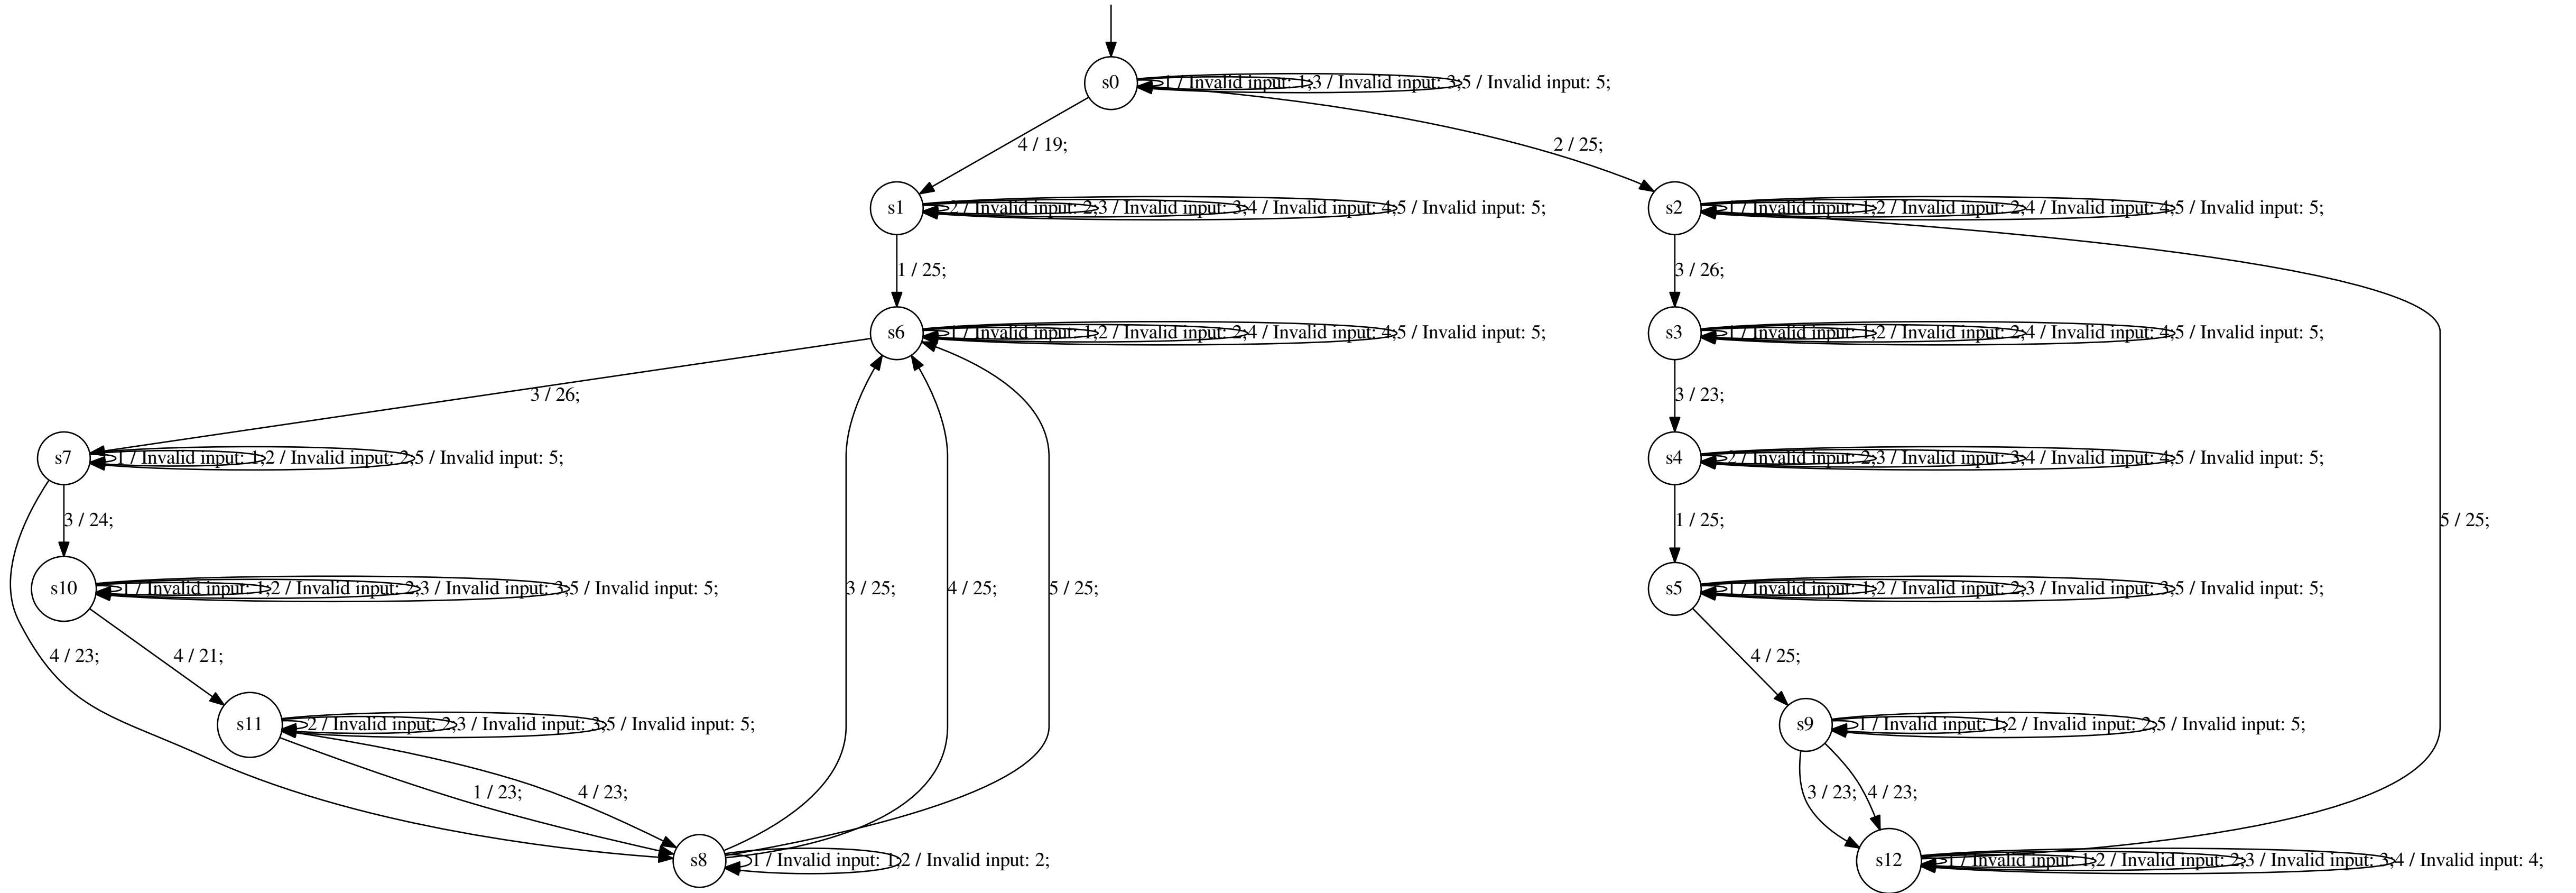 s0 1 / Invalid input: 1; 3 / Invalid input: 3; 5 / Invalid input: 5;
4 / 19; 2 / 25;
s1 2 / Invalid input: 2; 3 / Invalid input: 3; 4 / Invalid input: 4; 5 / Invalid input: 5;
s2 1 / Invalid input: 1; 2 / Invalid input: 2; 4 / Invalid input: 4; 5 / Invalid input: 5;
1 / 25; 3 / 26;
s6 1 / Invalid input: 1; 2 / Invalid input: 2; 4 / Invalid input: 4; 5 / Invalid input: 5;
s3 1 / Invalid input: 1; 2 / Invalid input: 2; 4 / Invalid input: 4; 5 / Invalid input: 5;
3 / 26; 3 / 23;
s7 1 / Invalid input: 1; 2 / Invalid input: 2; 5 / Invalid input: 5;
s4 2 / Invalid input: 2; 3 / Invalid input: 3; 4 / Invalid input: 4; 5 / Invalid input: 5;
3 / 24; 1 / 25; 5 / 25;
s10 1 / Invalid input: 1; 2 / Invalid input: 2; 3 / Invalid input: 3; 5 / Invalid input: 5;
3 / 25; 4 / 25; 5 / 25;
s5 1 / Invalid input: 1; 2 / Invalid input: 2; 3 / Invalid input: 3; 5 / Invalid input: 5;
4 / 23; 4 / 21; 4 / 25;
s11 2 / Invalid input: 2; 3 / Invalid input: 3; 5 / Invalid input: 5;
s9 1 / Invalid input: 1; 2 / Invalid input: 2; 5 / Invalid input: 5;
1 / 23; 4 / 23; 3 / 23; 4 / 23;
s8 1 / Invalid input: 1; 2 / Invalid input: 2;
s12 1 / Invalid input: 1; 2 / Invalid input: 2; 3 / Invalid input: 3; 4 / Invalid input: 4;